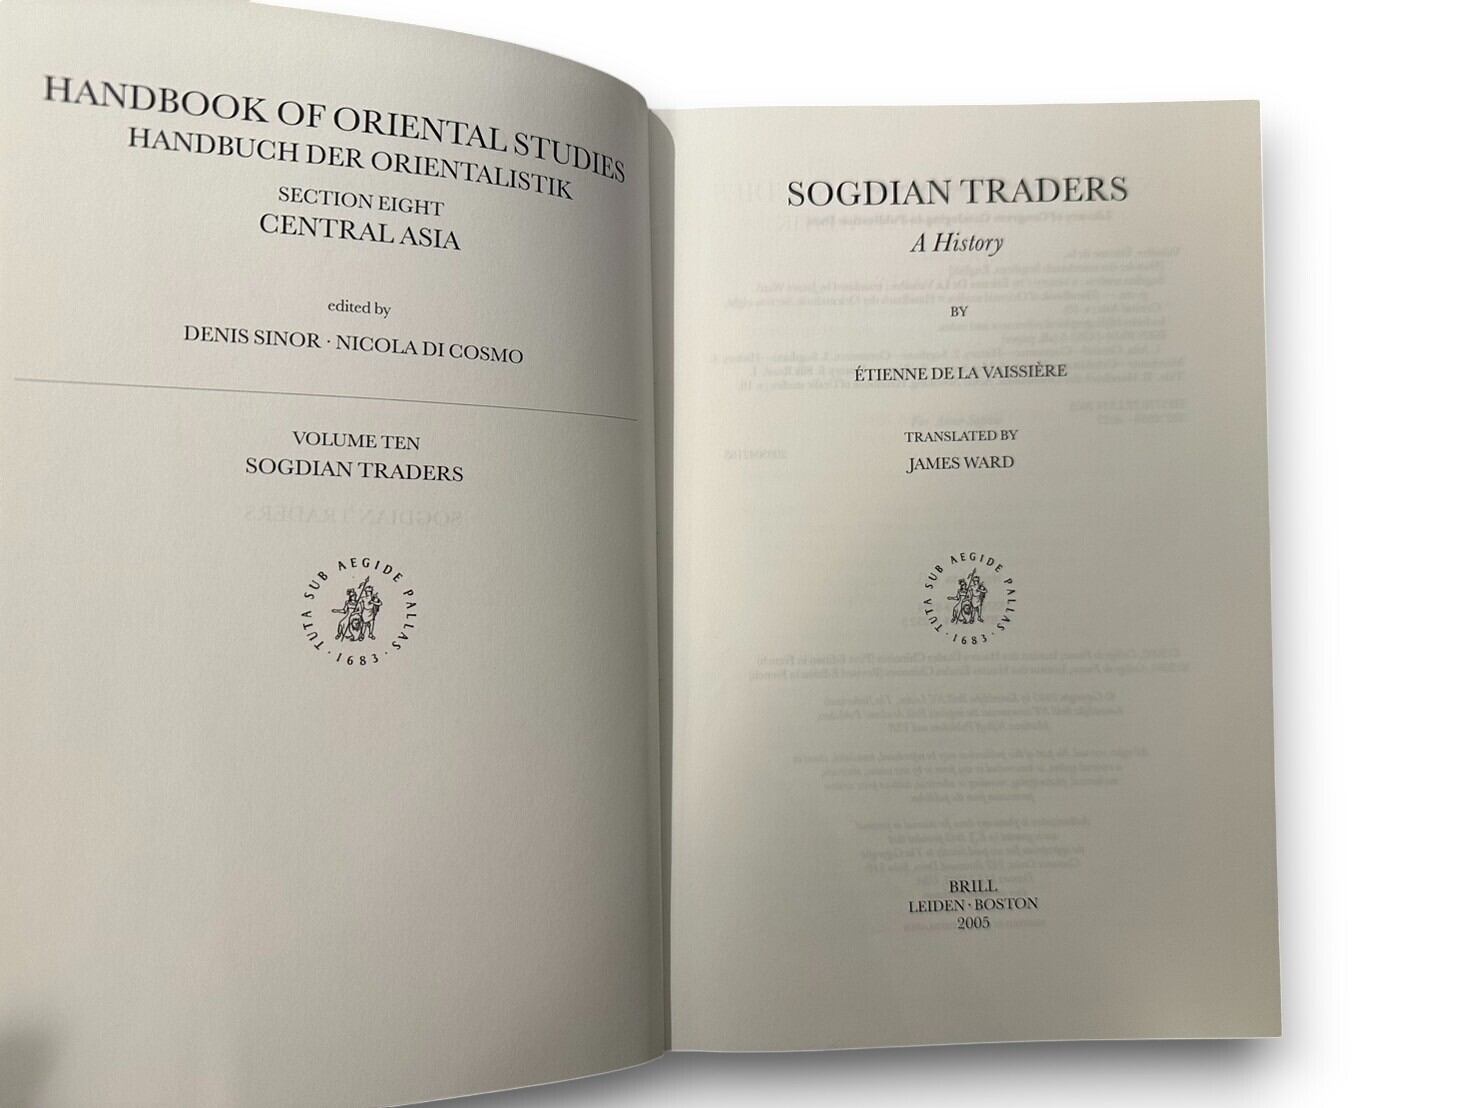 HANDBOOK OF ORIENTAL STUDIES
HANDBUCH DER ORIENTALISTIK
SECTION EIGHT
CENTRAL ASIA
edited by
DENIS SINOR · NICOLA DI COSMO
VOLUME TEN
SOGDIAN TRADERS
TUTA SUB AEGIDE PALLAS · 1683 ·
SOGDIAN TRADERS
A History
BY
ÉTIENNE DE LA VAISSIÈRE
TRANSLATED BY
JAMES WARD
TUTA SUB AEGIDE PALLAS · 1683 ·
BRILL
LEIDEN · BOSTON
2005